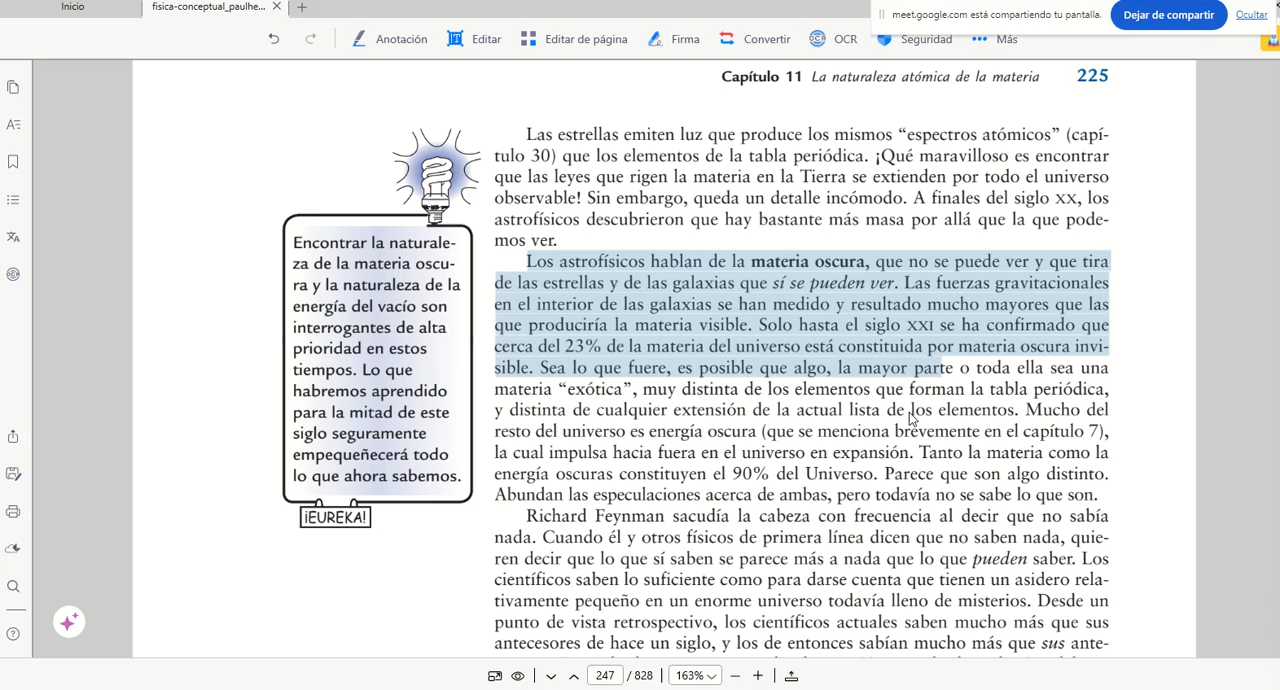 Inicio
fisica-conceptual_paulhe...
meet.google.com está compartiendo tu pantalla.
Dejar de compartir
Ocultar
Anotación
Editar
Editar de página
Firma
Convertir
OCR
OCR
Seguridad
Más
Capítulo 11 La naturaleza atómica de la materia 225
Las estrellas emiten luz que produce los mismos “espectros atómicos” (capí-
tulo 30) que los elementos de la tabla periódica. ¡Qué maravilloso es encontrar
que las leyes que rigen la materia en la Tierra se extienden por todo el universo
observable! Sin embargo, queda un detalle incómodo. A finales del siglo XX, los
astrofísicos descubrieron que hay bastante más masa por allá que la que pode-
mos ver.
Los astrofísicos hablan de la materia oscura, que no se puede ver y que tira
de las estrellas y de las galaxias que sí se pueden ver. Las fuerzas gravitacionales
en el interior de las galaxias se han medido y resultado mucho mayores que las
que produciría la materia visible. Solo hasta el siglo XXI se ha confirmado que
cerca del 23% de la materia del universo está constituida por materia oscura invi-
sible. Sea lo que fuere, es posible que algo, la mayor parte o toda ella sea una
materia “exótica”, muy distinta de los elementos que forman la tabla periódica,
y distinta de cualquier extensión de la actual lista de los elementos. Mucho del
resto del universo es energía oscura (que se menciona brevemente en el capítulo 7),
la cual impulsa hacia fuera en el universo en expansión. Tanto la materia como la
energía oscuras constituyen el 90% del Universo. Parece que son algo distinto.
Abundan las especulaciones acerca de ambas, pero todavía no se sabe lo que son.
Richard Feynman sacudía la cabeza con frecuencia al decir que no sabía
nada. Cuando él y otros físicos de primera línea dicen que no saben nada, quie-
ren decir que lo que sí saben se parece más a nada que lo que pueden saber. Los
científicos saben lo suficiente como para darse cuenta que tienen un asidero rela-
tivamente pequeño en un enorme universo todavía lleno de misterios. Desde un
punto de vista retrospectivo, los científicos actuales saben mucho más que sus
antecesores de hace un siglo, y los de entonces sabían mucho más que sus ante-
Encontrar la naturale-
za de la materia oscu-
ra y la naturaleza de la
energía del vacío son
interrogantes de alta
prioridad en estos
tiempos. Lo que
habremos aprendido
para la mitad de este
siglo seguramente
empequeñecerá todo
lo que ahora sabemos.
¡EUREKA!
247 / 828
163%